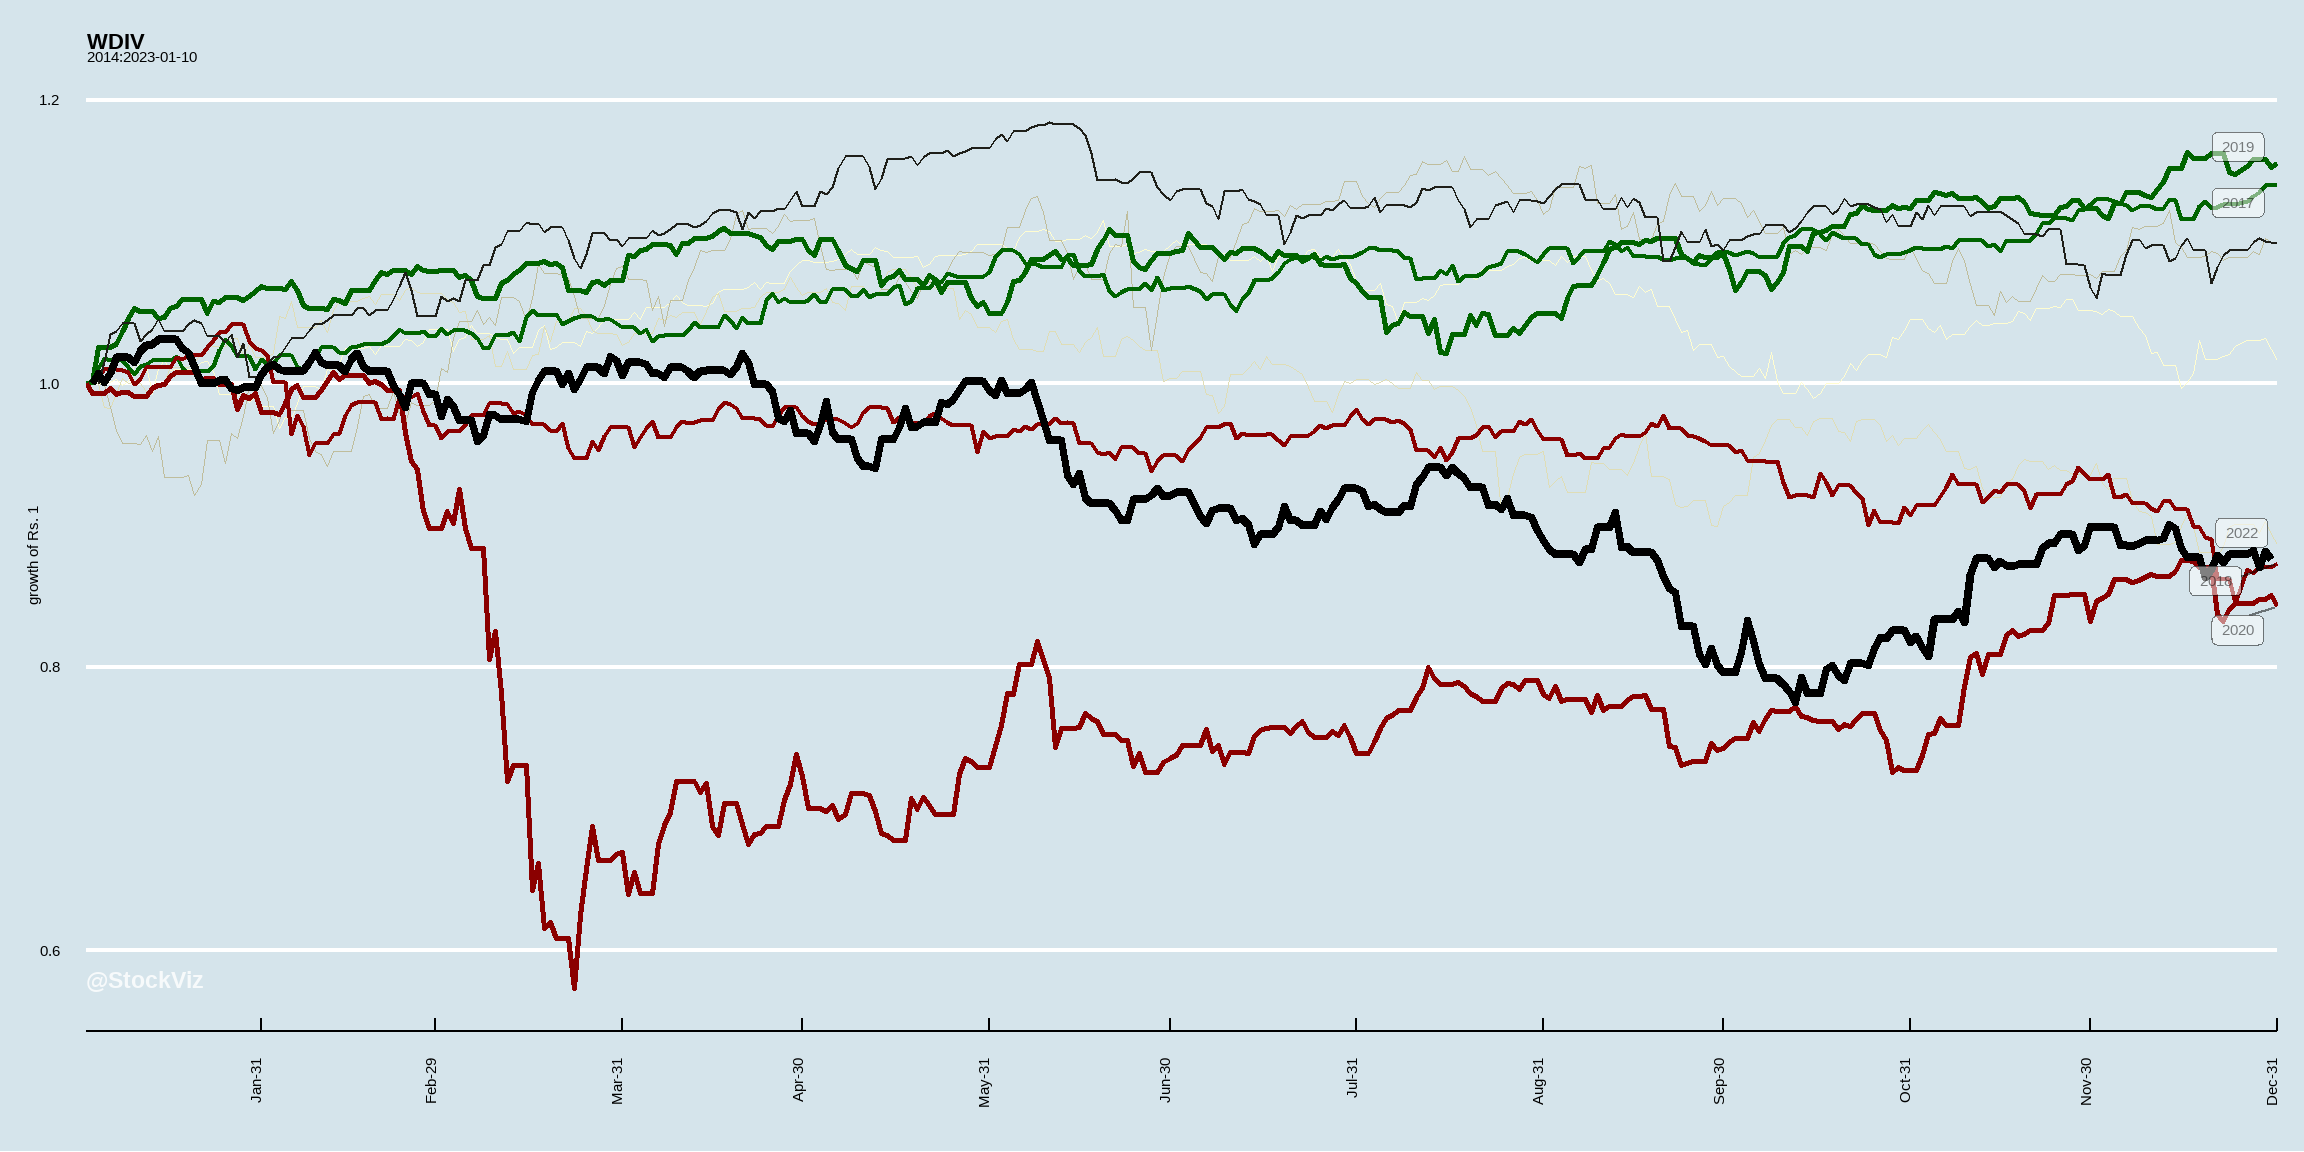 WDIV
2014:2023-01-10
1.2
1.0
0.8
0.6
growth of Rs. 1
2019
2017
2022
2018
2020
@StockViz
Jan-31
Feb-29
Mar-31
Apr-30
May-31
Jun-30
Jul-31
Aug-31
Sep-30
Oct-31
Nov-30
Dec-31